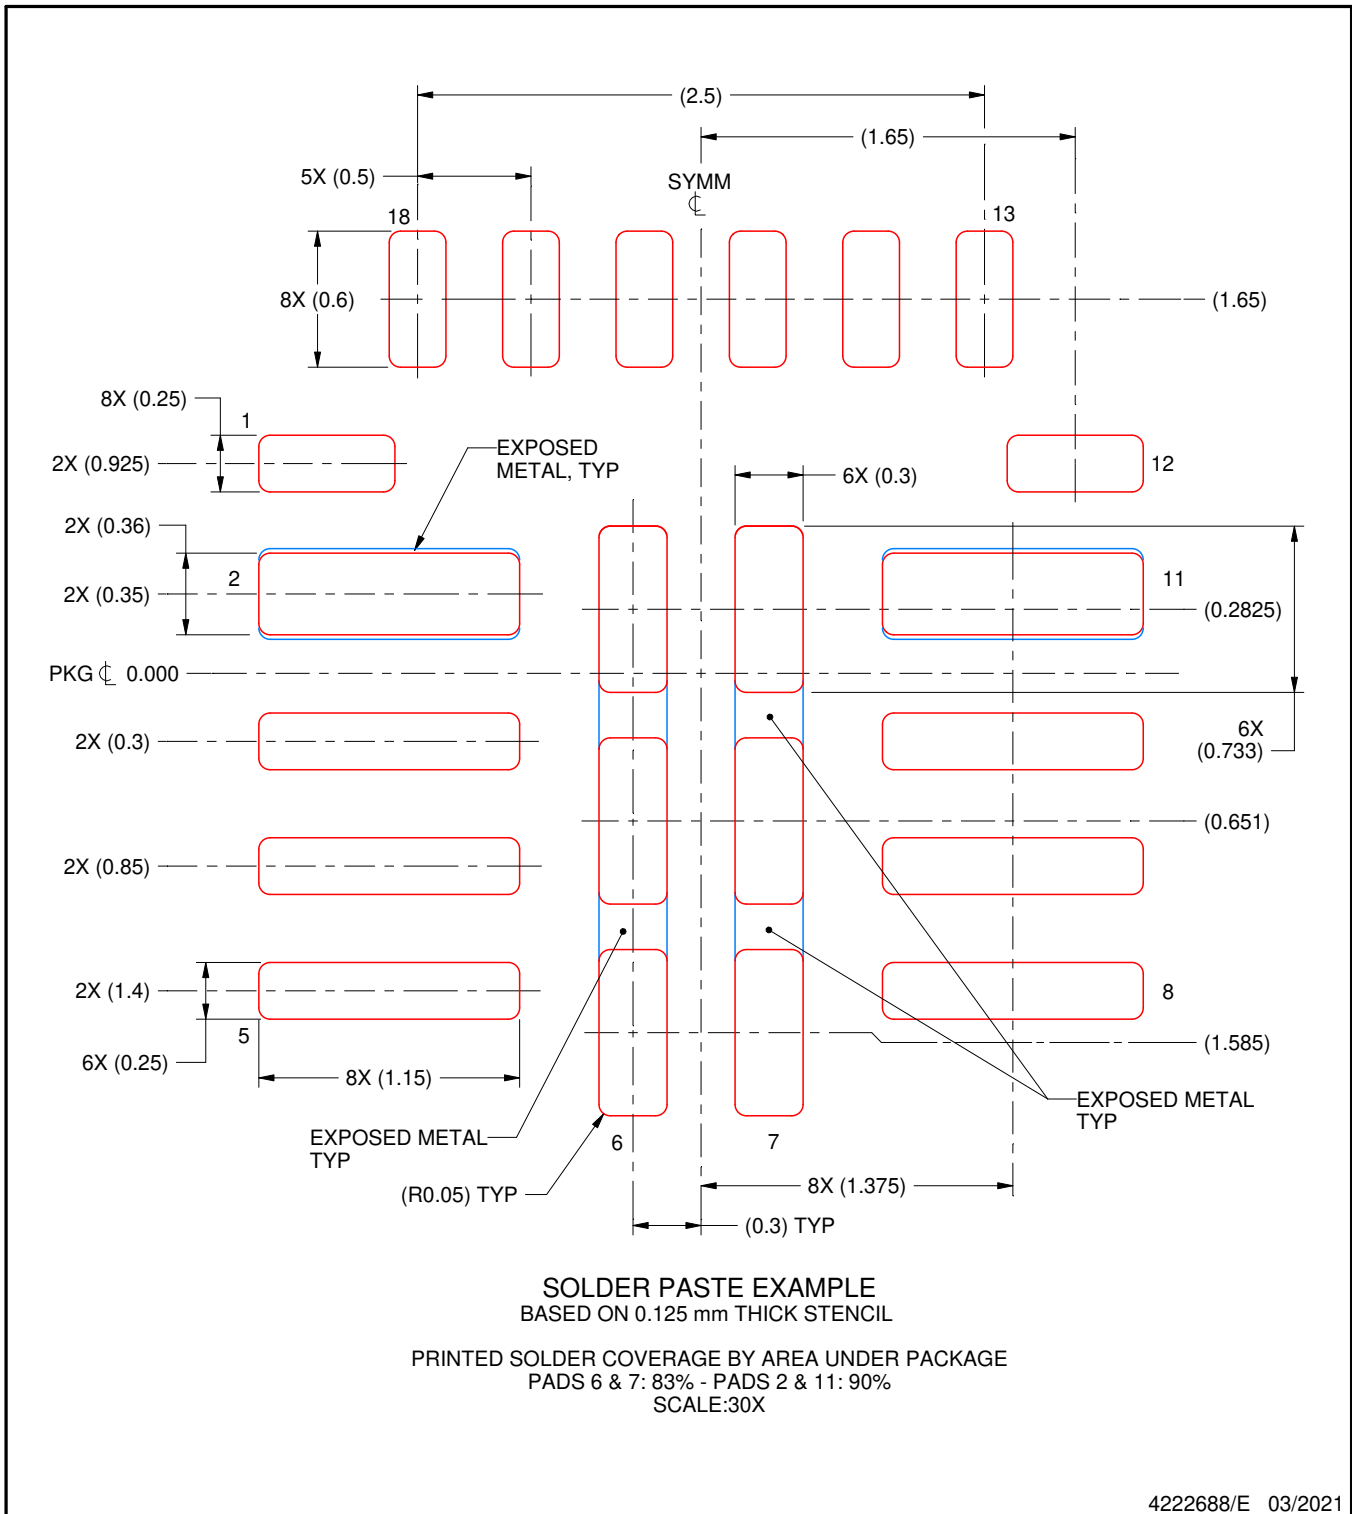 (2.5)
(1.65)
5X (0.5)
SYMM
℄
18
13
8X (0.6)
(1.65)
8X (0.25)
1
EXPOSED
METAL, TYP
2X (0.925)
12
6X (0.3)
2X (0.36)
2
11
2X (0.35)
(0.2825)
PKG ℄ 0.000
2X (0.3)
6X
(0.733)
(0.651)
2X (0.85)
2X (1.4)
8
5
(1.585)
6X (0.25)
8X (1.15)
EXPOSED METAL
TYP
EXPOSED METAL
TYP
6
7
(R0.05) TYP
8X (1.375)
(0.3) TYP
SOLDER PASTE EXAMPLE
BASED ON 0.125 mm THICK STENCIL
PRINTED SOLDER COVERAGE BY AREA UNDER PACKAGE
PADS 6 & 7: 83% - PADS 2 & 11: 90%
SCALE:30X
4222688/E 03/2021